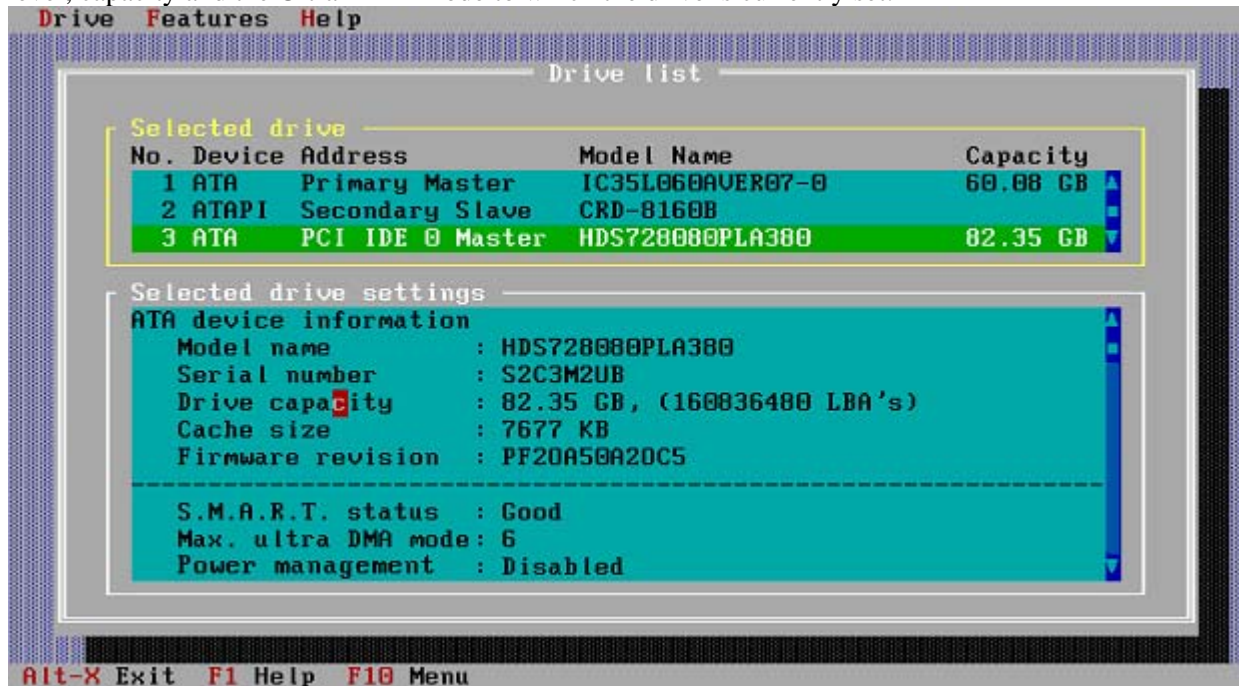 Drive Features Help
Drive list
Selected drive
No. Device Address Model Name Capacity
1 ATA Primary Master IC35L060AVER07-0 60.08 GB
2 ATAPI Secondary Slave CRD-8160B
3 ATA PCI IDE 0 Master HDS728080PLA380 82.35 GB
Selected drive settings
ATA device information
Model name : HDS728080PLA380
Serial number : S2C3M2UB
Drive capacity : 82.35 GB, (160836480 LBA's)
Cache size : 7677 KB
Firmware revision : PF2OA50A2OC5
S.M.A.R.T. status : Good
Max. ultra DMA mode: 6
Power management : Disabled
Alt-X Exit F1 Help F10 Menu